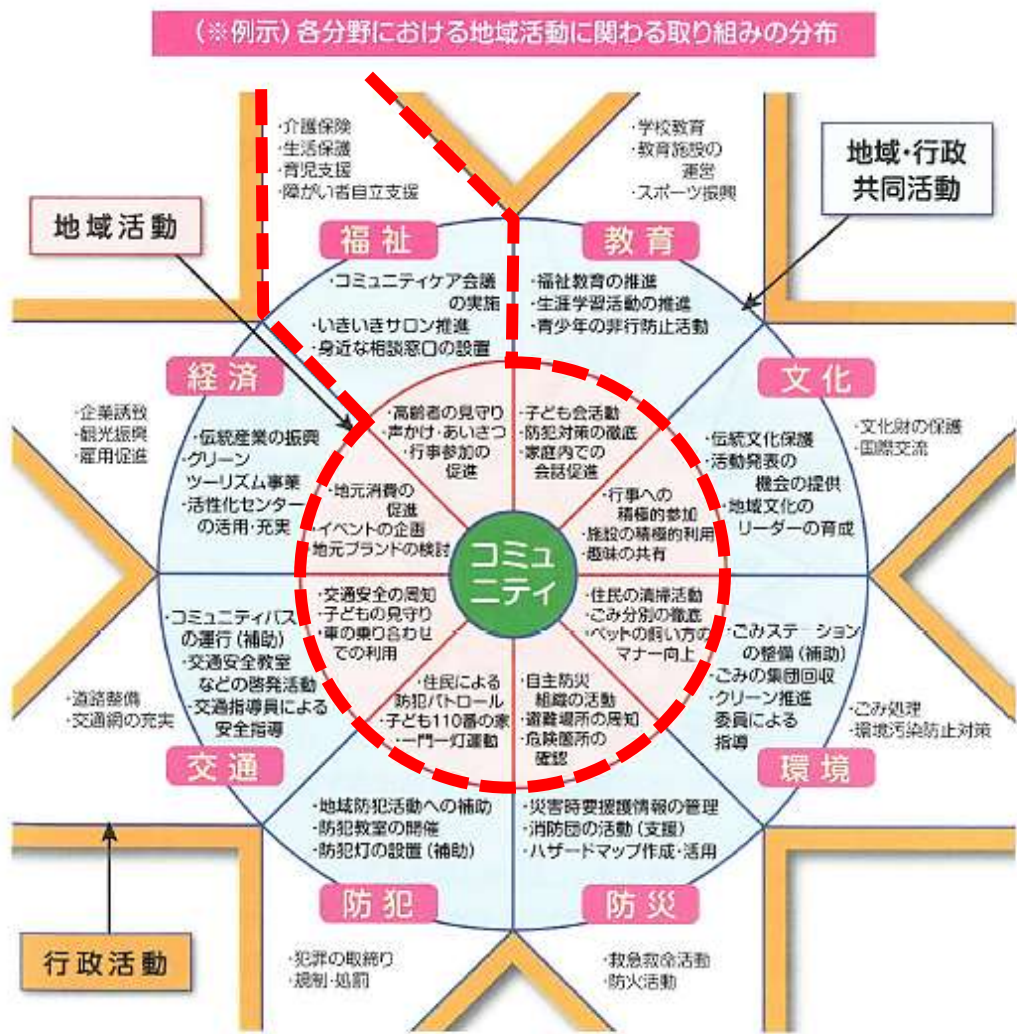 (※例示)各分野における地域活動に関わる取り組みの分布
・介護保険
・生活保護
・育児支援
・障がい者自立支援
・学校教育
・教育施設の
運営
・スポーツ振興
地域・行政
共同活動
地域活動
福祉
・コミュニティケア会議
の実施
・いきいきサロン推進
・身近な相談窓口の設置
教育
・福祉教育の推進
・生涯学習活動の推進
・青少年の非行防止活動
経済
・企業誘致
・観光振興
・雇用促進
・伝統産業の振興
・グリーン
ツーリズム事業
・活性化センター
の活用・充実
文化
・文化財の保護
・国際交流
・伝統文化保護
・活動発表の
機会の提供
・地域文化の
リーダーの育成
・高齢者の見守り
・声かけ・あいさつ
・行事参加の
促進
・子ども会活動
・防犯対策の徹底
・家庭内での
会話促進
・地元消費の
促進
・イベントの企画
・地元ブランドの検討
・行事への
積極的参加
・施設の積極的利用
・趣味の共有
コミュ
ニティ
・交通安全の周知
・子どもの見守り
・車の乗り合わせ
での利用
・住民の清掃活動
・ごみ分別の徹底
・ペットの飼い方の
マナー向上
・住民による
防犯パトロール
・子ども110番の家
・一門一灯運動
・自主防災
組織の活動
・避難場所の周知
・危険箇所の
確認
・コミュニティバス
の運行(補助)
・交通安全教室
などの啓発活動
・交通指導員による
安全指導
・道路整備
・交通網の充実
交通
・ごみステーション
の整備(補助)
・ごみの集団回収
・クリーン推進
委員による
指導
・ごみ処理
・環境汚染防止対策
環境
・地域防犯活動への補助
・防犯教室の開催
・防犯灯の設置(補助)
防犯
・犯罪の取締り
・規制・処罰
・災害時要援護情報の管理
・消防団の活動(支援)
・ハザードマップ作成・活用
防災
・救急救命活動
・防火活動
行政活動